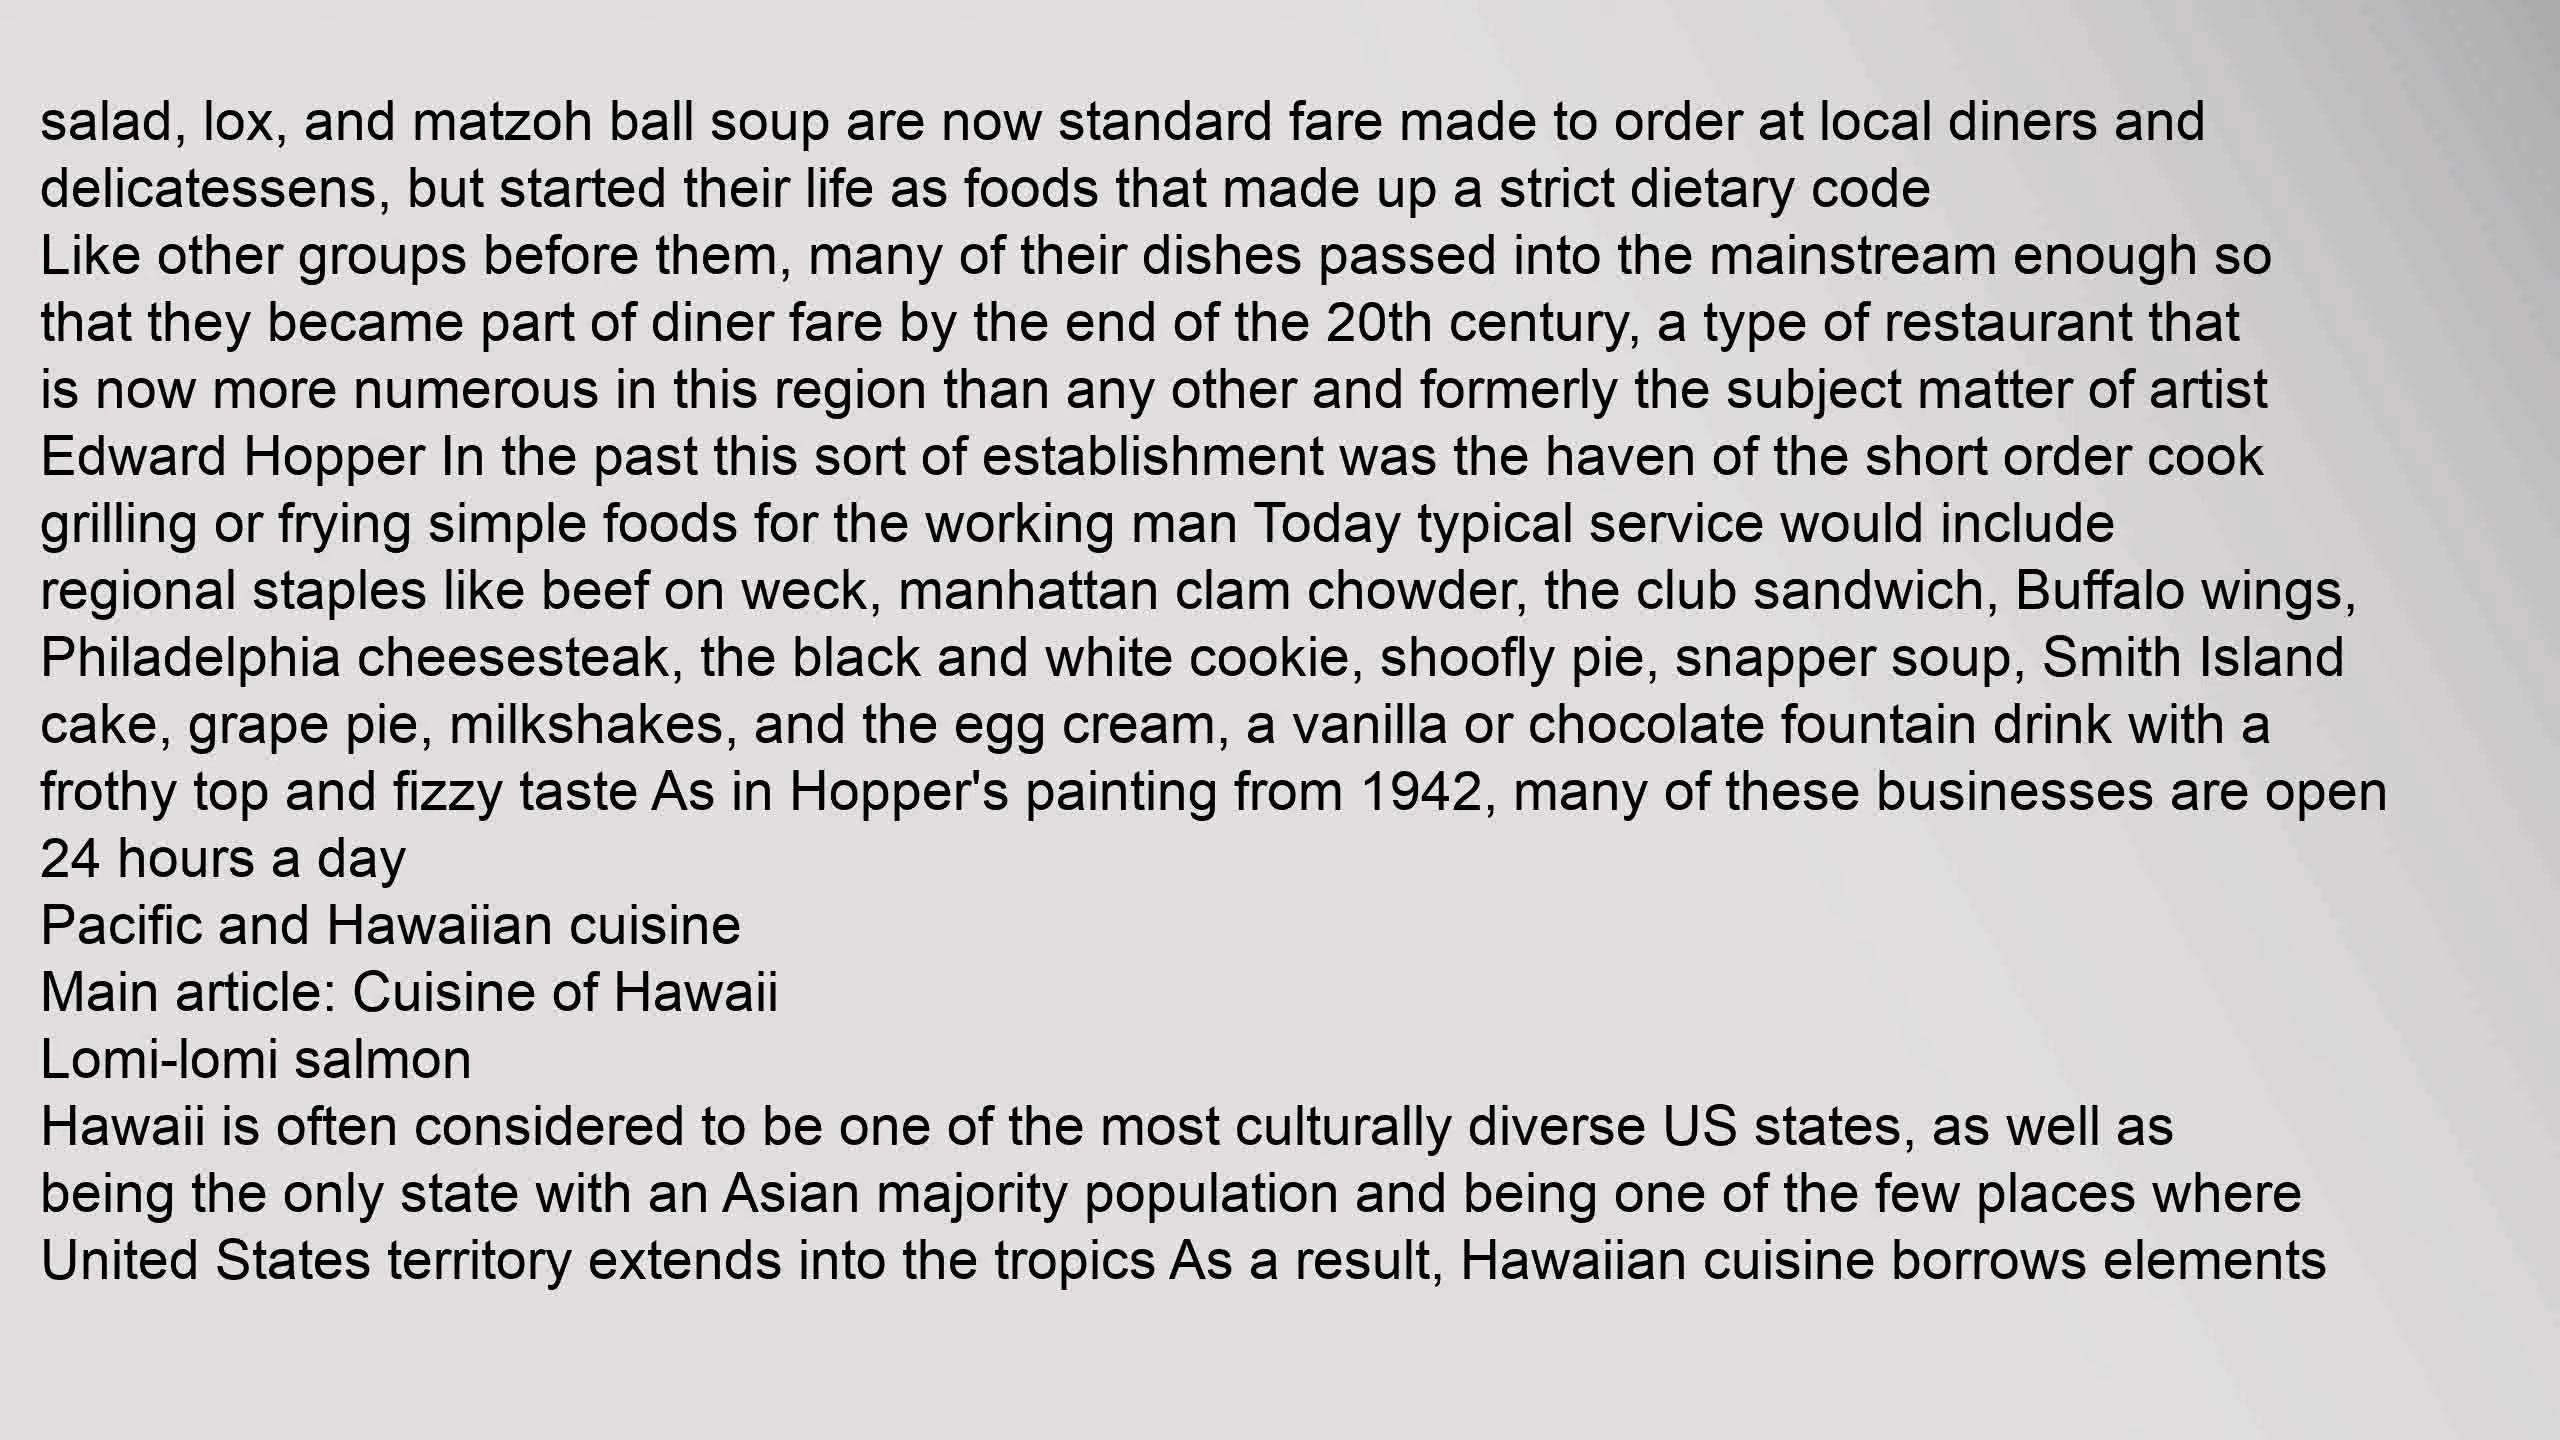 salad, lox, and matzoh ball soup are now standard fare made to order at local diners and
delicatessens, but started their life as foods that made up a strict dietary code
Like other groups before them, many of their dishes passed into the mainstream enough so
that they became part of diner fare by the end of the 20th century, a type of restaurant that
is now more numerous in this region than any other and formerly the subject matter of artist
Edward Hopper In the past this sort of establishment was the haven of the short order cook
grilling or frying simple foods for the working man Today typical service would include
regional staples like beef on weck, manhattan clam chowder, the club sandwich, Buffalo wings,
Philadelphia cheesesteak, the black and white cookie, shoofly pie, snapper soup, Smith Island
cake, grape pie, milkshakes, and the egg cream, a vanilla or chocolate fountain drink with a
frothy top and fizzy taste As in Hopper's painting from 1942, many of these businesses are open
24 hours a day
Pacific and Hawaiian cuisine
Main article: Cuisine of Hawaii
Lomi-lomi salmon
Hawaii is often considered to be one of the most culturally diverse US states, as well as
being the only state with an Asian majority population and being one of the few places where
United States territory extends into the tropics As a result, Hawaiian cuisine borrows elements